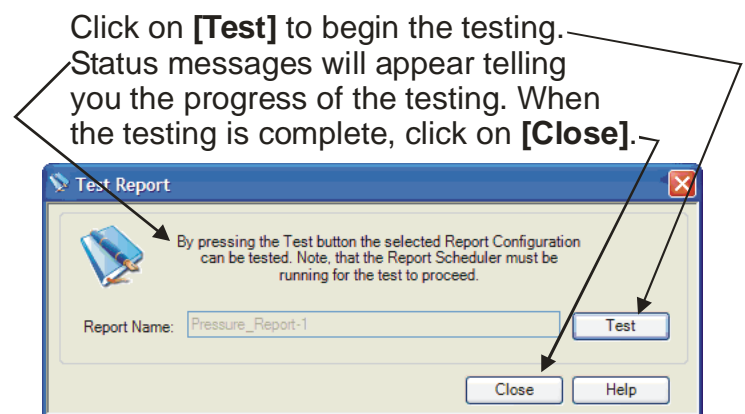 Click on [Test] to begin the testing.
Status messages will appear telling
you the progress of the testing. When
the testing is complete, click on [Close].
Test Report
By pressing the Test button the selected Report Configuration
can be tested. Note, that the Report Scheduler must be
running for the test to proceed.
Report Name: Pressure_Report-1 Test
Close Help